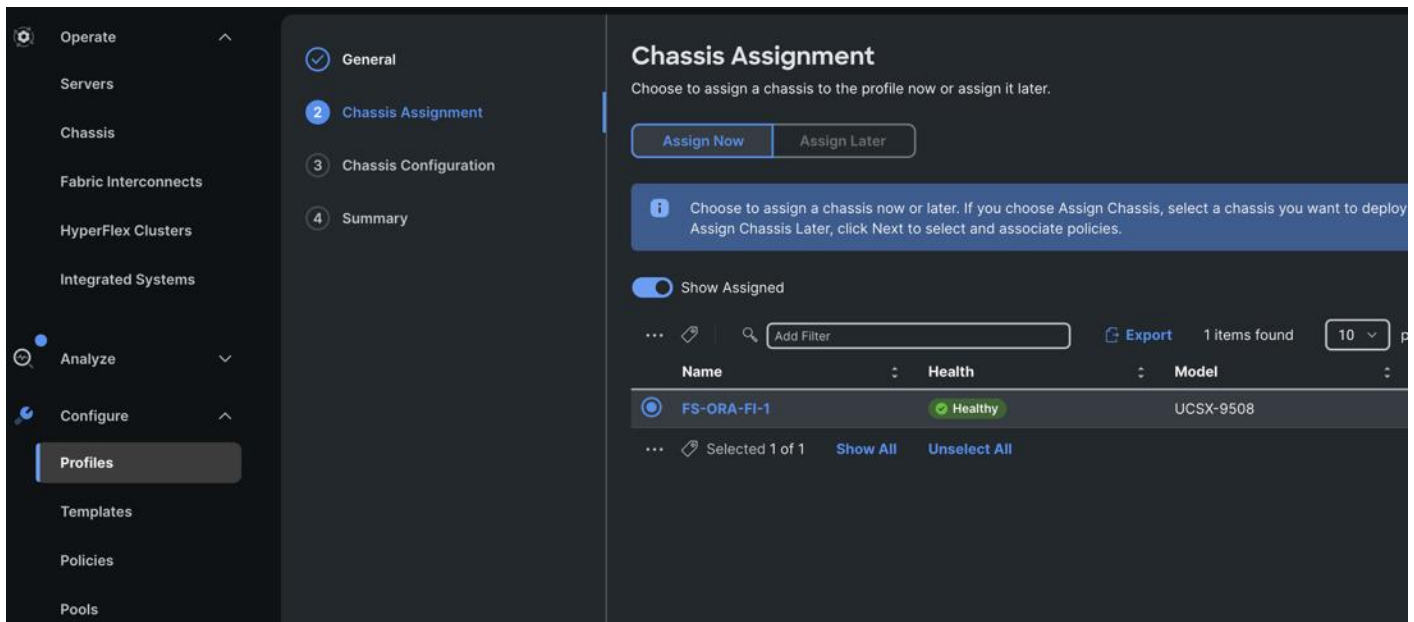 Operate
Servers
Chassis
Fabric Interconnects
HyperFlex Clusters
Integrated Systems
Analyze
Configure
Profiles
Templates
Policies
Pools
General
2 Chassis Assignment
3 Chassis Configuration
4 Summary
Chassis Assignment
Choose to assign a chassis to the profile now or assign it later.
Assign Now Assign Later
Choose to assign a chassis now or later. If you choose Assign Chassis, select a chassis you want to deploy
Assign Chassis Later, click Next to select and associate policies.
Show Assigned
Add Filter Export 1 items found 10 p
Name Health Model
FS-ORA-FI-1 Healthy UCSX-9508
Selected 1 of 1 Show All Unselect All